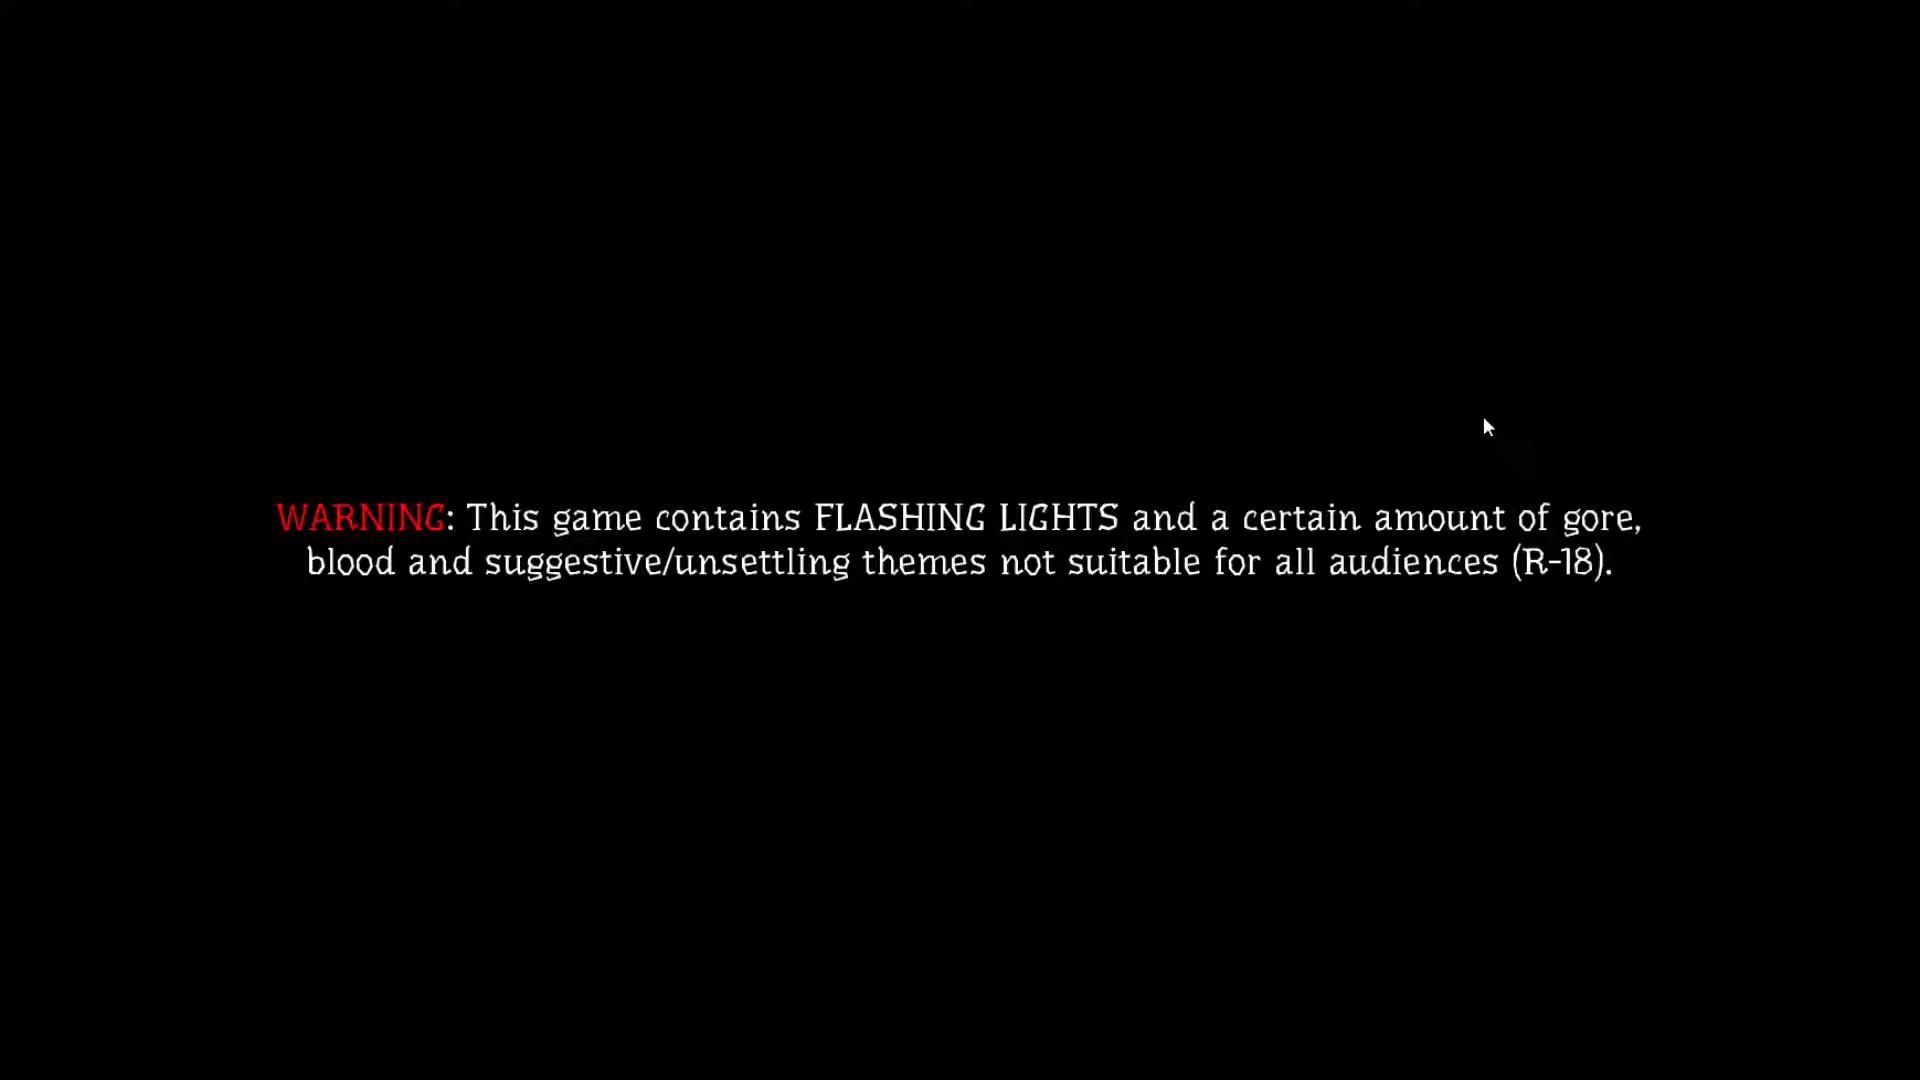 WARNING: This game contains FLASHING LIGHTS and a certain amount of gore,
blood and suggestive/unsettling themes not suitable for all audiences (R-18).